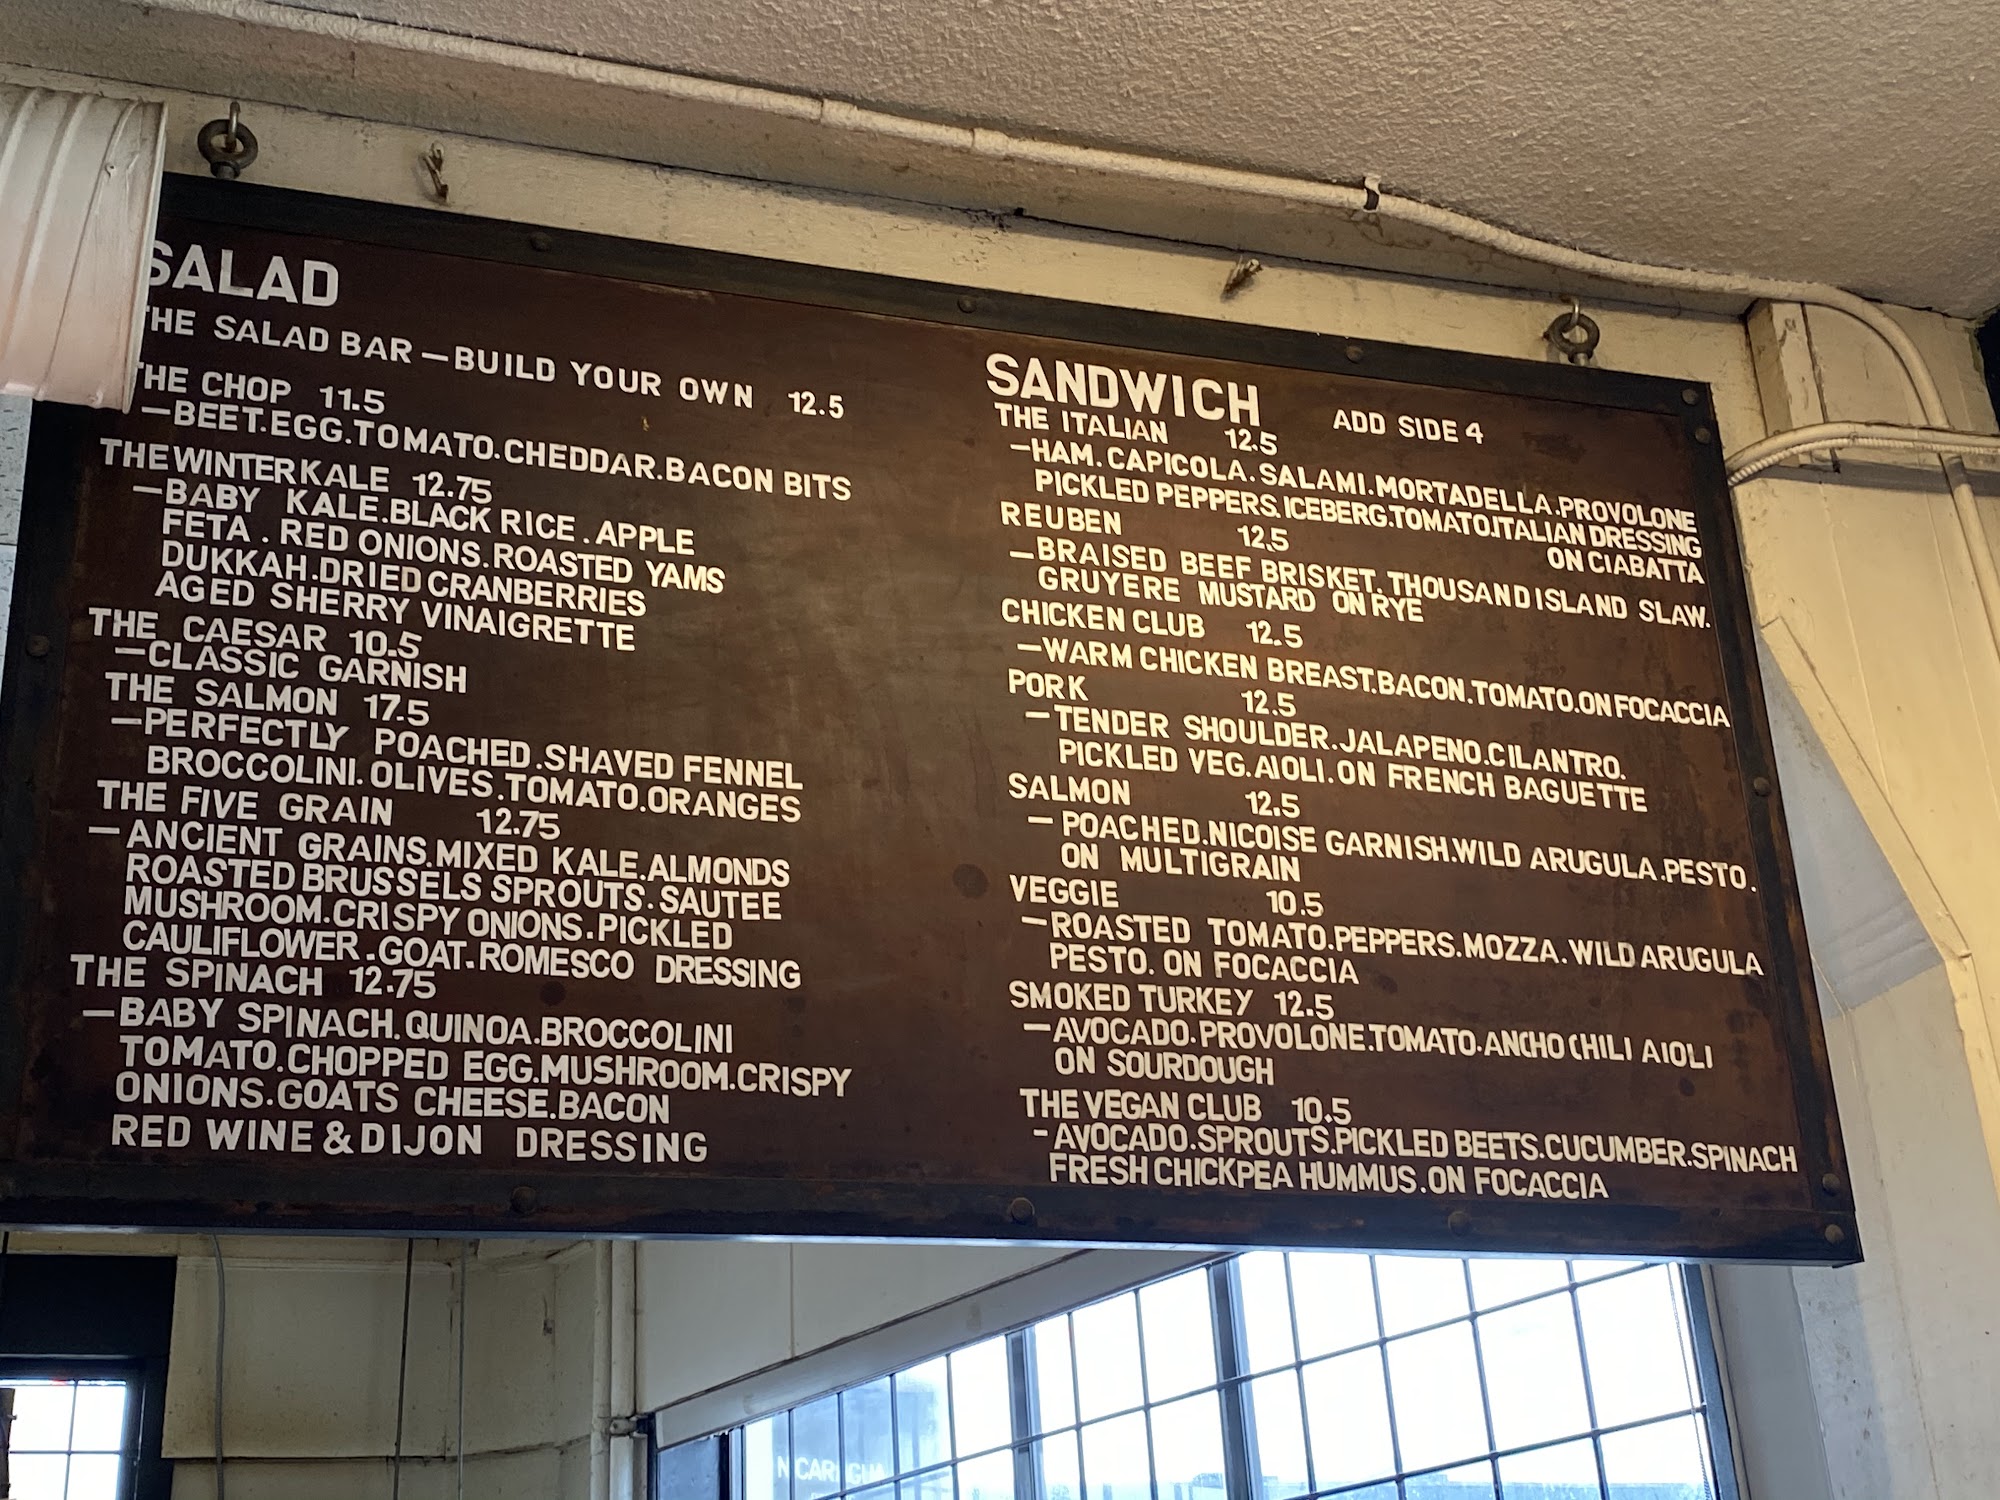 SALAD
THE SALAD BAR — BUILD YOUR OWN 12.5
THE CHOP 11.5
— BEET. EGG. TOMATO. CHEDDAR. BACON BITS
THE WINTER KALE 12.75
— BABY KALE. BLACK RICE. APPLE
FETA. RED ONIONS. ROASTED YAMS
DUKKAH. DRIED CRANBERRIES
AGED SHERRY VINAIGRETTE
THE CAESAR 10.5
— CLASSIC GARNISH
THE SALMON 17.5
— PERFECTLY POACHED. SHAVED FENNEL
BROCCOLINI. OLIVES. TOMATO. ORANGES
THE FIVE GRAIN 12.75
— ANCIENT GRAINS. MIXED KALE. ALMONDS
ROASTED BRUSSELS SPROUTS. SAUTEE
MUSHROOM. CRISPY ONIONS. PICKLED
CAULIFLOWER. GOAT. ROMESCO DRESSING
THE SPINACH 12.75
— BABY SPINACH. QUINOA. BROCCOLINI
TOMATO. CHOPPED EGG. MUSHROOM. CRISPY
ONIONS. GOATS CHEESE. BACON
RED WINE & DIJON DRESSING
SANDWICH ADD SIDE 4
THE ITALIAN 12.5
— HAM. CAPICOLA. SALAMI. MORTADELLA. PROVOLONE
PICKLED PEPPERS. ICEBERG. TOMATO. ITALIAN DRESSING
ON CIABATTA
REUBEN 12.5
— BRAISED BEEF BRISKET. THOUSAND ISLAND SLAW.
GRUYERE MUSTARD ON RYE
CHICKEN CLUB 12.5
— WARM CHICKEN BREAST. BACON. TOMATO. ON FOCACCIA
PORK 12.5
— TENDER SHOULDER. JALAPENO. CILANTRO.
PICKLED VEG. AIOLI. ON FRENCH BAGUETTE
SALMON 12.5
— POACHED. NICOISE GARNISH. WILD ARUGULA. PESTO.
ON MULTIGRAIN
VEGGIE 10.5
— ROASTED TOMATO. PEPPERS. MOZZA. WILD ARUGULA
PESTO. ON FOCACCIA
SMOKED TURKEY 12.5
— AVOCADO. PROVOLONE. TOMATO. ANCHO CHILI AIOLI
ON SOURDOUGH
THE VEGAN CLUB 10.5
- AVOCADO. SPROUTS. PICKLED BEETS. CUCUMBER. SPINACH
FRESH CHICKPEA HUMMUS. ON FOCACCIA
NICARAGUA